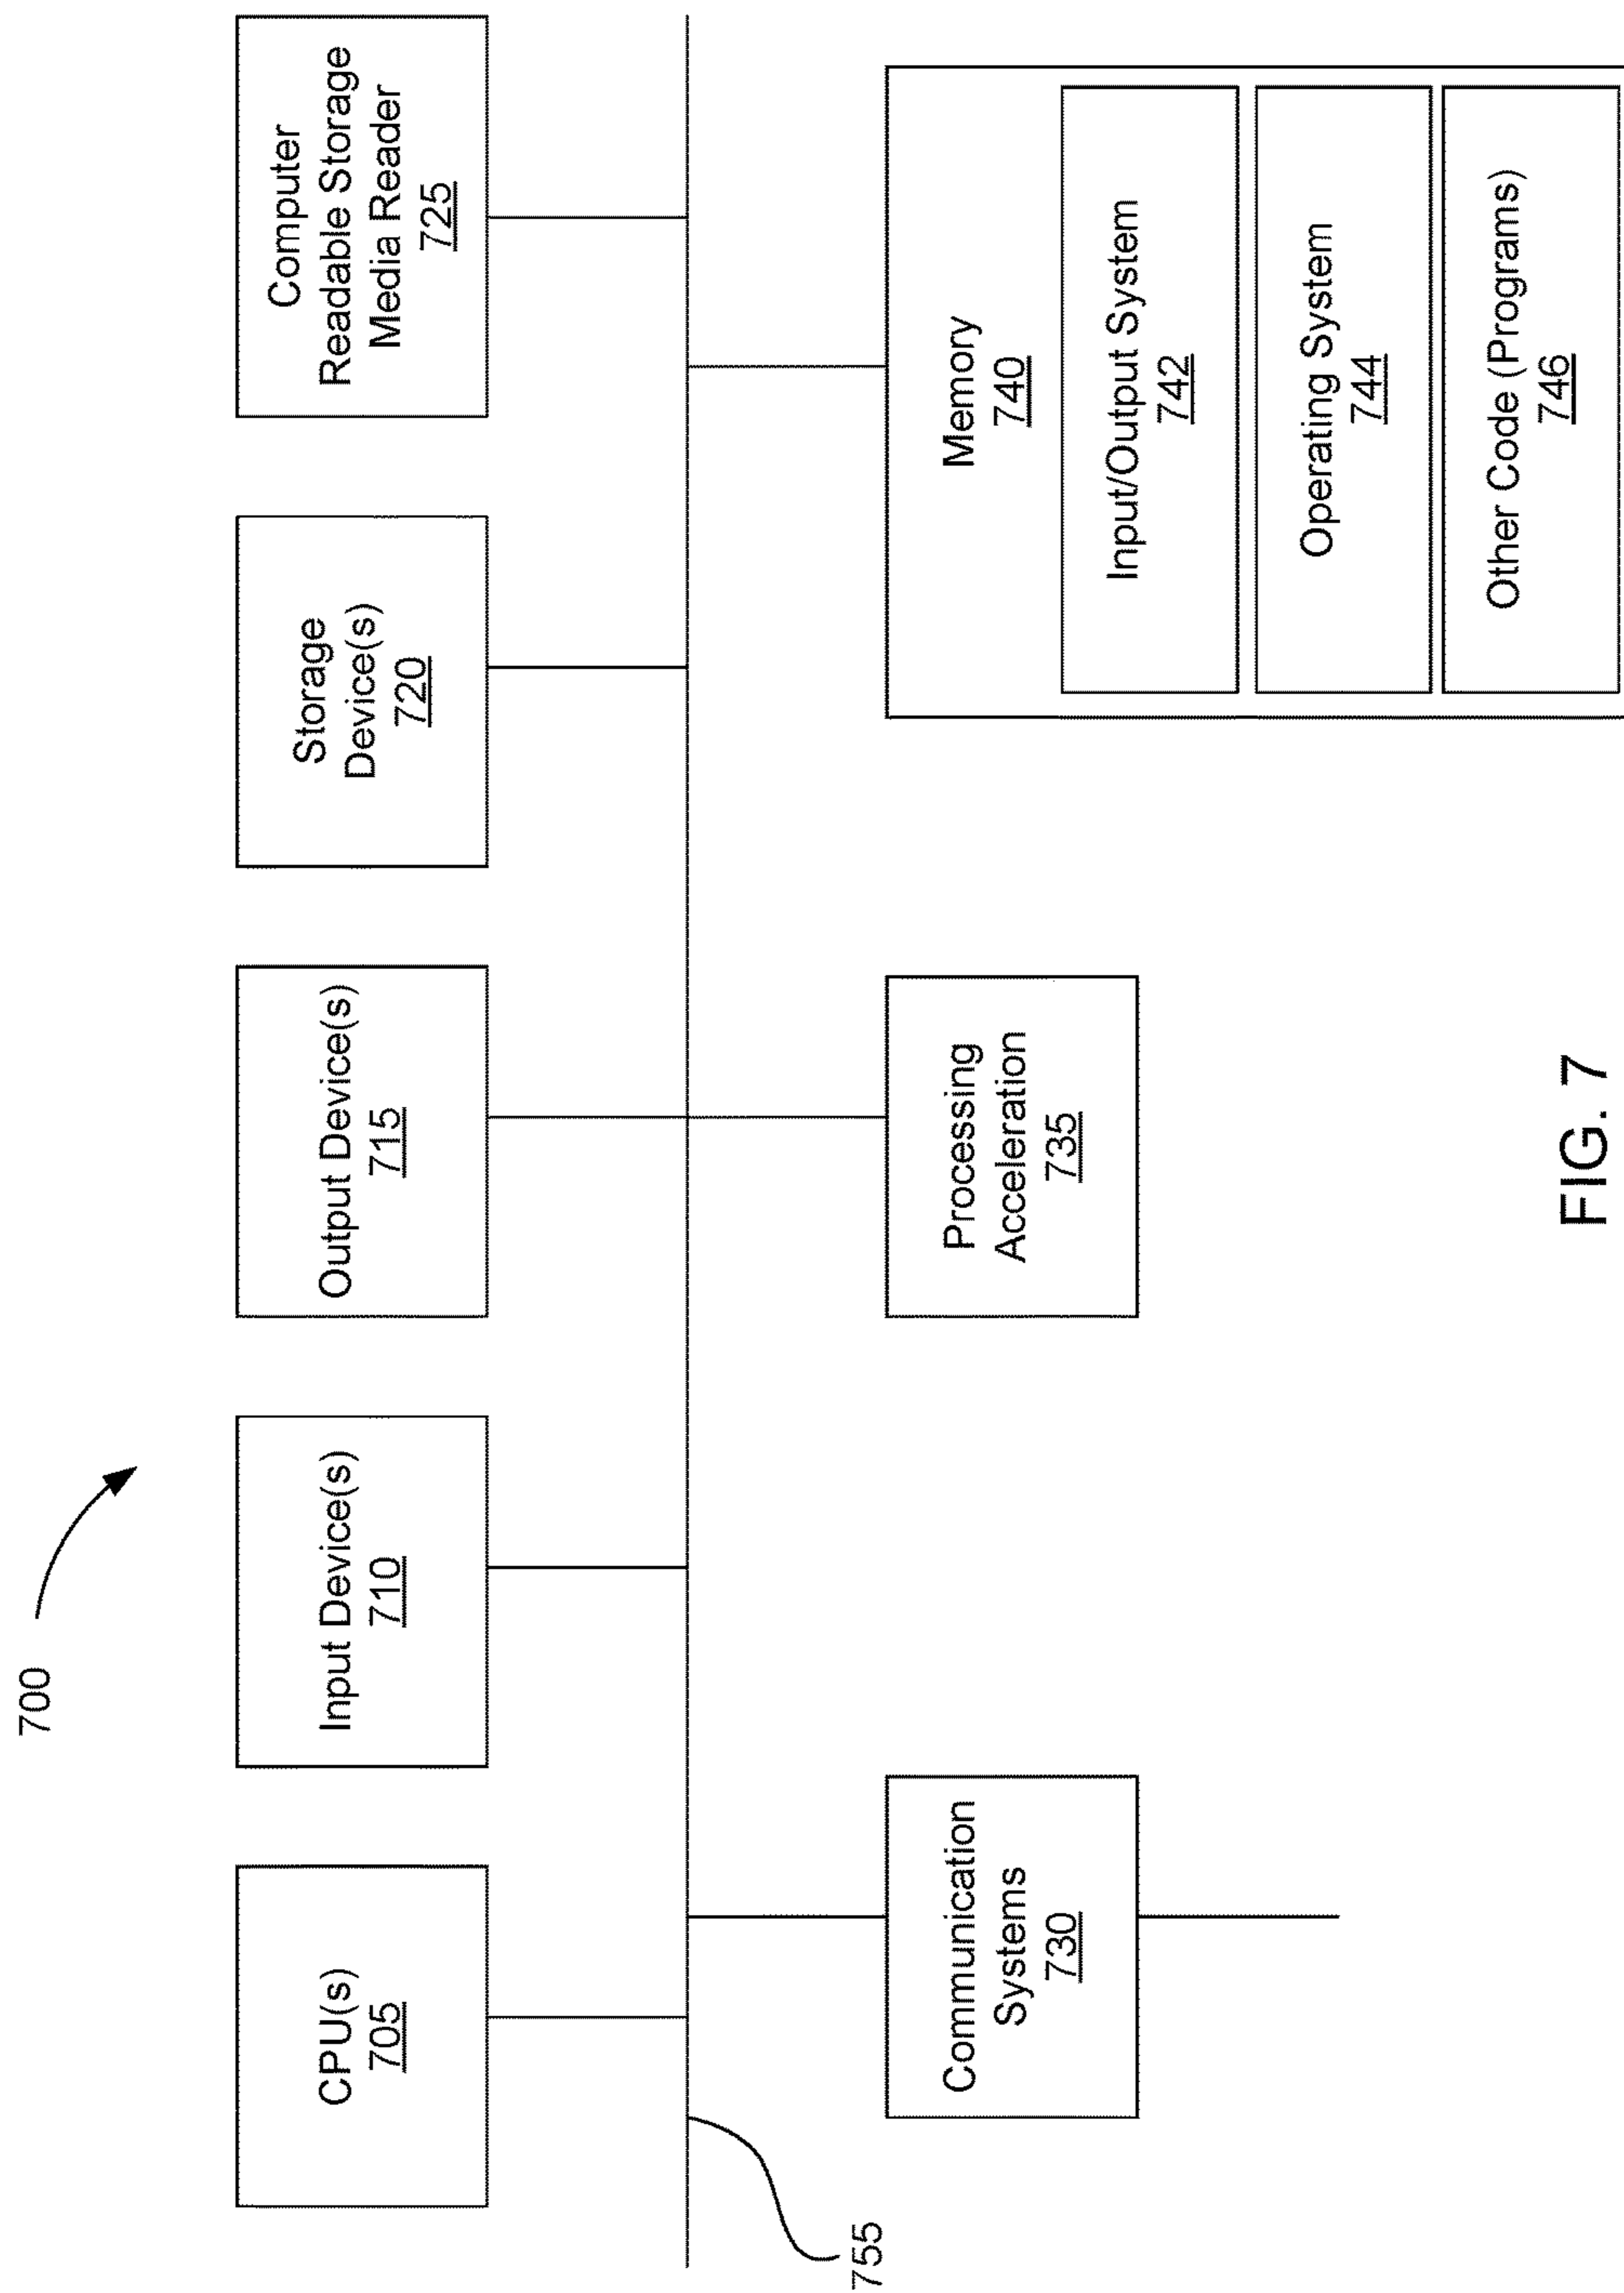 700
CPU(s)
705
Input Device(s)
710
Output Device(s)
715
Storage
Device(s)
720
Computer
Readable Storage
Media Reader
725
755
Communication
Systems
730
Processing
Acceleration
735
Memory
740
Input/Output System
742
Operating System
744
Other Code (Programs)
746
FIG. 7